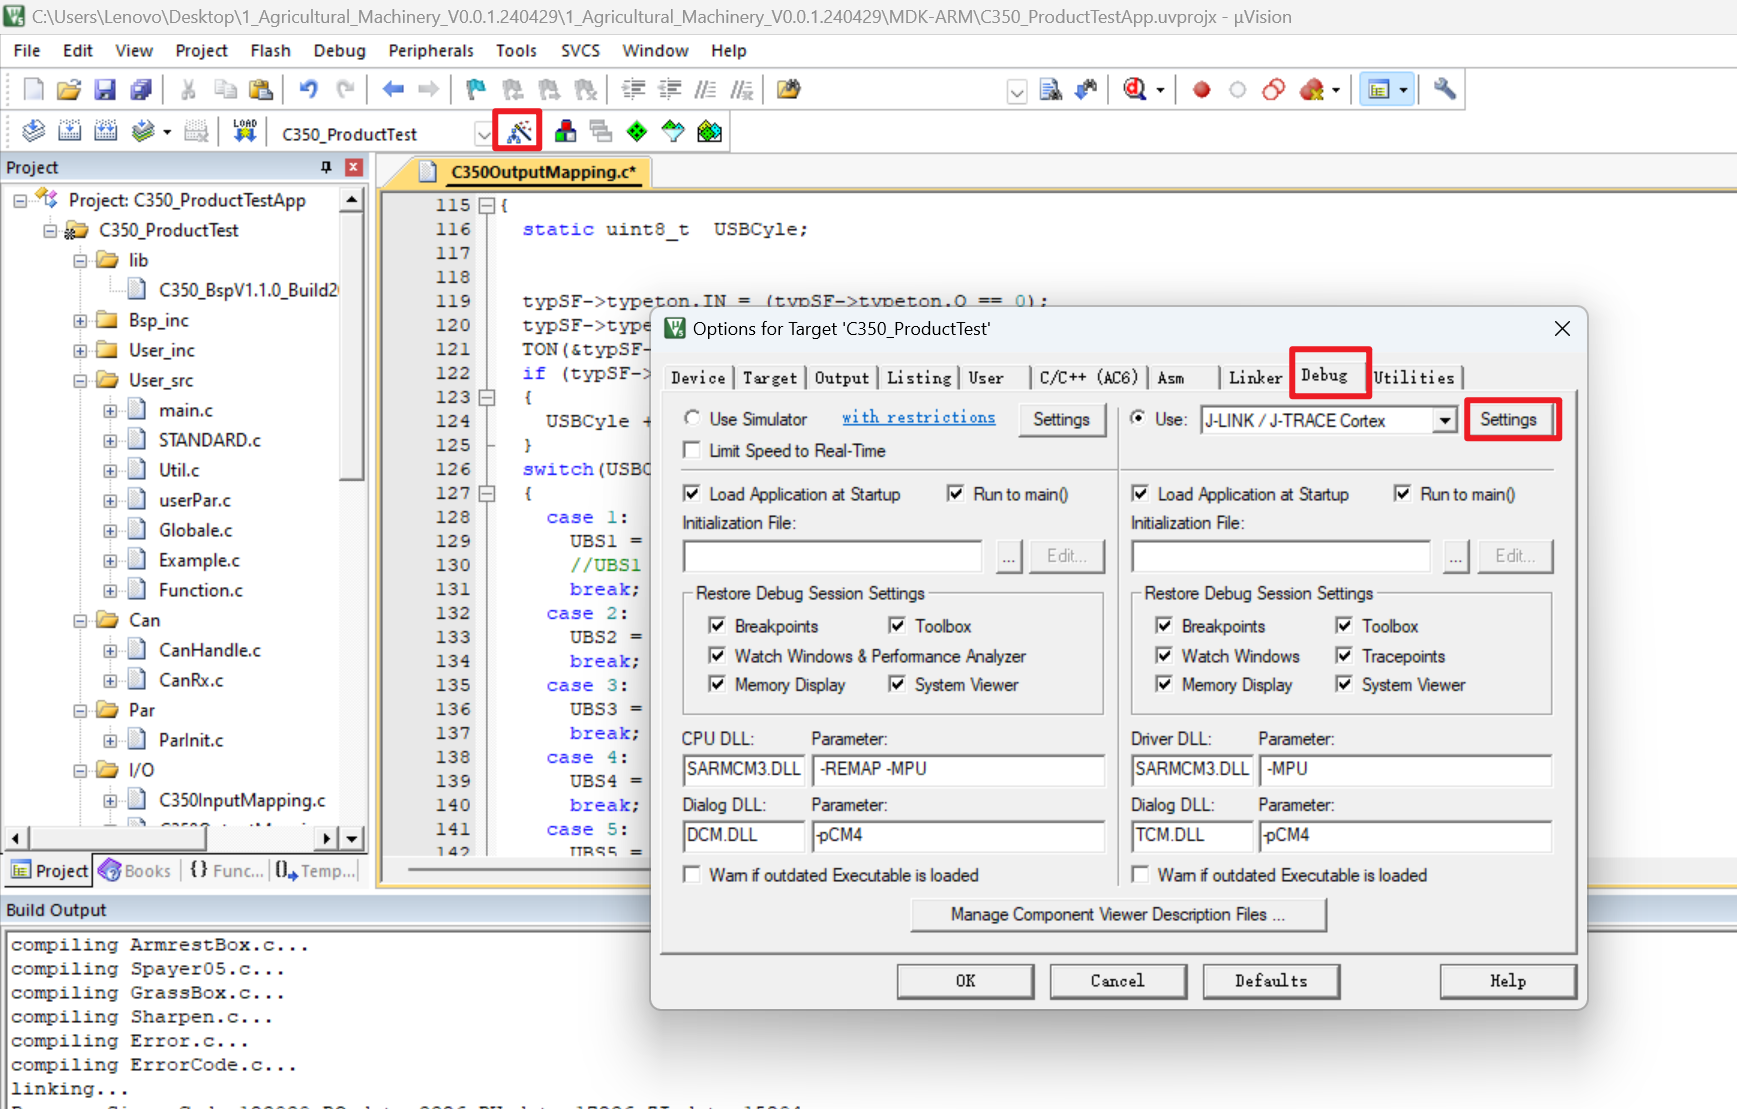 C:\Users\Lenovo\Desktop\1_Agricultural_Machinery_V0.0.1.240429\1_Agricultural_Machinery_V0.0.1.240429\MDK-ARM\C350_ProductTestApp.uvprojx - µVision
File Edit View Project Flash Debug Peripherals Tools SVCS Window Help
LOAD C350_ProductTest
Project
Project: C350_ProductTestApp
C350_ProductTest
lib
C350_BspV1.1.0_Build2
Bsp_inc
User_inc
User_src
main.c
STANDARD.c
Util.c
userPar.c
Globale.c
Example.c
Function.c
Can
CanHandle.c
CanRx.c
Par
ParInit.c
I/O
C350InputMapping.c
Project Books {} Func... Temp...
C350OutputMapping.c*
115 {
116 static uint8_t USBCyle;
117
118
119 typSF->typeton.IN = (typSF->typeton.Q == 0);
120 typSF->type
121 TON(&typSF-
122 if (typSF->
123 {
124 USBCyle +
125 }
126 switch(USBC
127 {
128 case 1:
129 UBS1 =
130 //UBS1
131 break;
132 case 2:
133 UBS2 =
134 break;
135 case 3:
136 UBS3 =
137 break;
138 case 4:
139 UBS4 =
140 break;
141 case 5:
142 UBS5 =
Options for Target 'C350_ProductTest'
Device Target Output Listing User C/C++ (AC6) Asm Linker Debug Utilities
Use Simulator with restrictions Settings
Limit Speed to Real-Time
Load Application at Startup Run to main()
Initialization File:
... Edit...
Restore Debug Session Settings
Breakpoints Toolbox
Watch Windows & Performance Analyzer
Memory Display System Viewer
CPU DLL: Parameter:
SARMCM3.DLL -REMAP -MPU
Dialog DLL: Parameter:
DCM.DLL -pCM4
Warn if outdated Executable is loaded
Use: J-LINK / J-TRACE Cortex Settings
Load Application at Startup Run to main()
Initialization File:
... Edit...
Restore Debug Session Settings
Breakpoints Toolbox
Watch Windows Tracepoints
Memory Display System Viewer
Driver DLL: Parameter:
SARMCM3.DLL -MPU
Dialog DLL: Parameter:
TCM.DLL -pCM4
Warn if outdated Executable is loaded
Manage Component Viewer Description Files ...
OK Cancel Defaults Help
Build Output
compiling ArmrestBox.c...
compiling Spayer05.c...
compiling GrassBox.c...
compiling Sharpen.c...
compiling Error.c...
compiling ErrorCode.c...
linking...